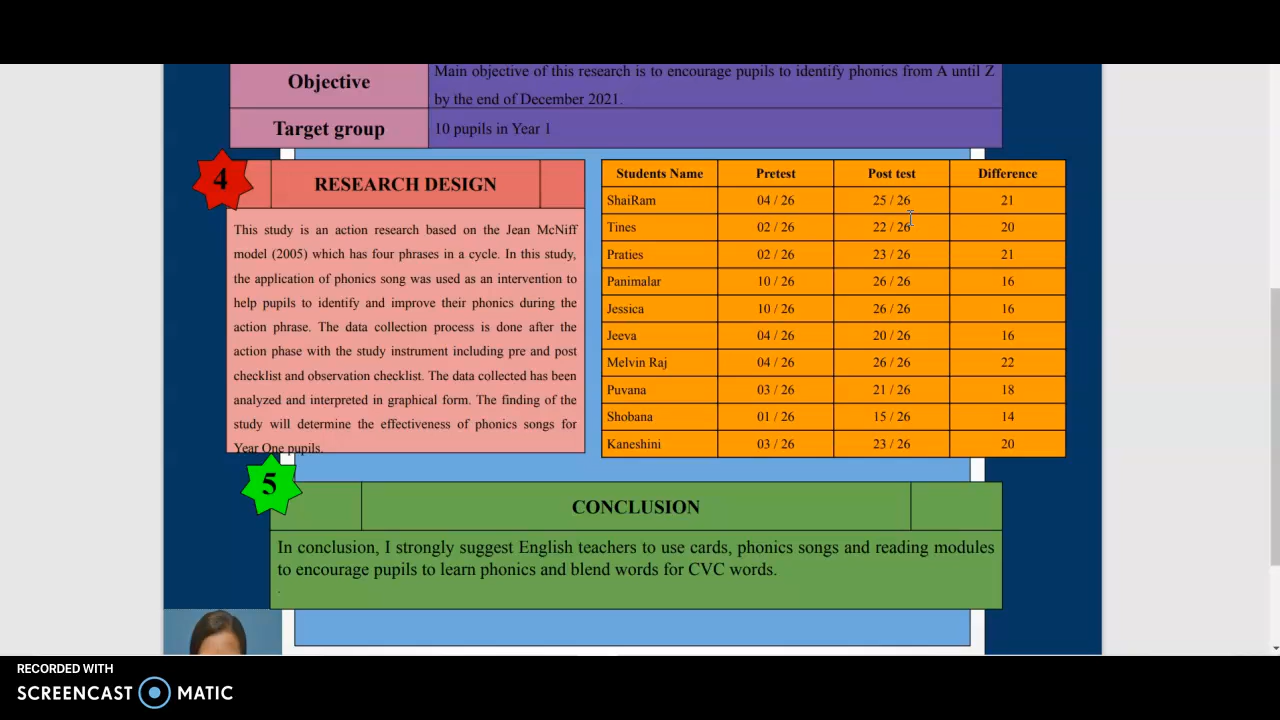 Objective
Main objective of this research is to encourage pupils to identify phonics from A until Z
by the end of December 2021.
Target group
10 pupils in Year 1
4
RESEARCH DESIGN
This study is an action research based on the Jean McNiff
model (2005) which has four phrases in a cycle. In this study,
the application of phonics song was used as an intervention to
help pupils to identify and improve their phonics during the
action phrase. The data collection process is done after the
action phase with the study instrument including pre and post
checklist and observation checklist. The data collected has been
analyzed and interpreted in graphical form. The finding of the
study will determine the effectiveness of phonics songs for
Year One pupils.
Students Name Pretest Post test Difference
ShaiRam 04 / 26 25 / 26 21
Tines 02 / 26 22 / 26 20
Praties 02 / 26 23 / 26 21
Panimalar 10 / 26 26 / 26 16
Jessica 10 / 26 26 / 26 16
Jeeva 04 / 26 20 / 26 16
Melvin Raj 04 / 26 26 / 26 22
Puvana 03 / 26 21 / 26 18
Shobana 01 / 26 15 / 26 14
Kaneshini 03 / 26 23 / 26 20
5
CONCLUSION
In conclusion, I strongly suggest English teachers to use cards, phonics songs and reading modules
to encourage pupils to learn phonics and blend words for CVC words.
.
RECORDED WITH
SCREENCAST MATIC